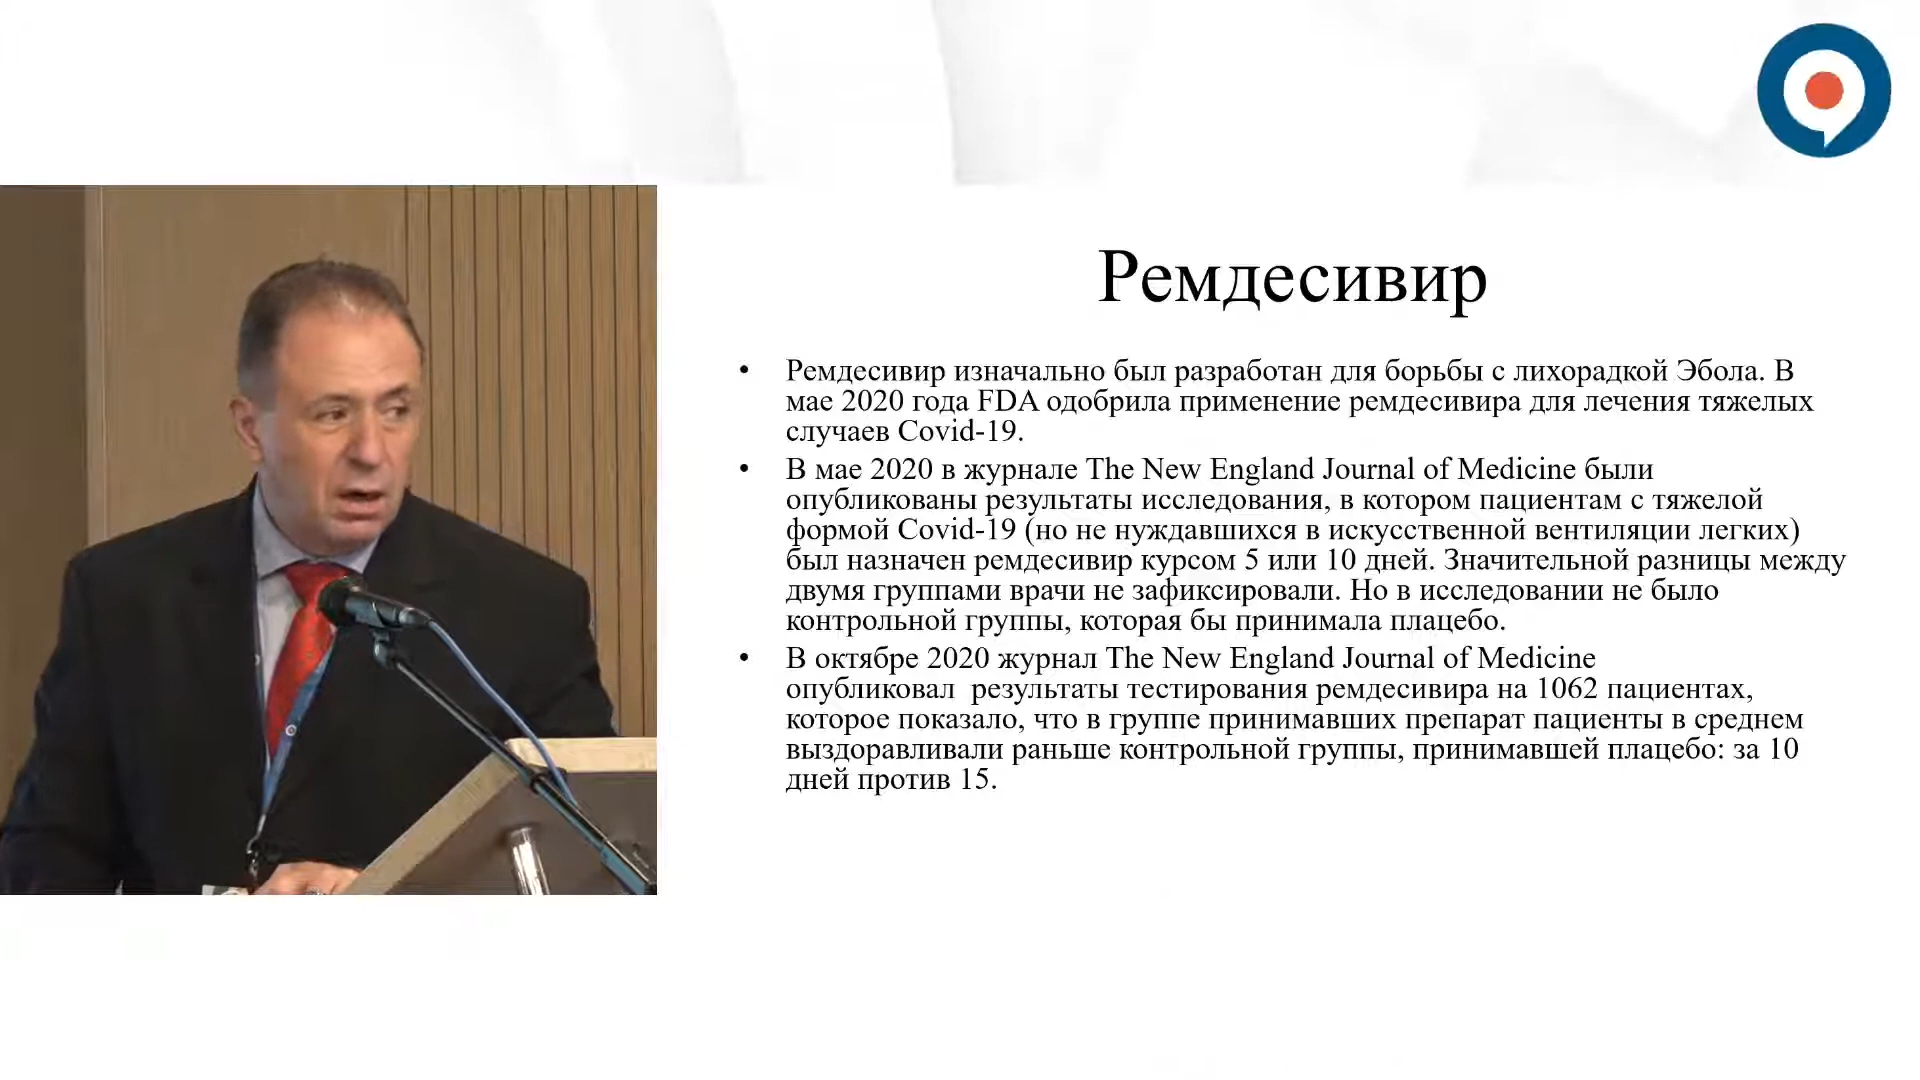 Ремдесивир
• Ремдесивир изначально был разработан для борьбы с лихорадкой Эбола. В
мае 2020 года FDA одобрила применение ремдесивира для лечения тяжелых
случаев Covid-19.
• В мае 2020 в журнале The New England Journal of Medicine были
опубликованы результаты исследования, в котором пациентам с тяжелой
формой Covid-19 (но не нуждавшихся в искусственной вентиляции легких)
был назначен ремдесивир курсом 5 или 10 дней. Значительной разницы между
двумя группами врачи не зафиксировали. Но в исследовании не было
контрольной группы, которая бы принимала плацебо.
• В октябре 2020 журнал The New England Journal of Medicine
опубликовал  результаты тестирования ремдесивира на 1062 пациентах,
которое показало, что в группе принимавших препарат пациенты в среднем
выздоравливали раньше контрольной группы, принимавшей плацебо: за 10
дней против 15.